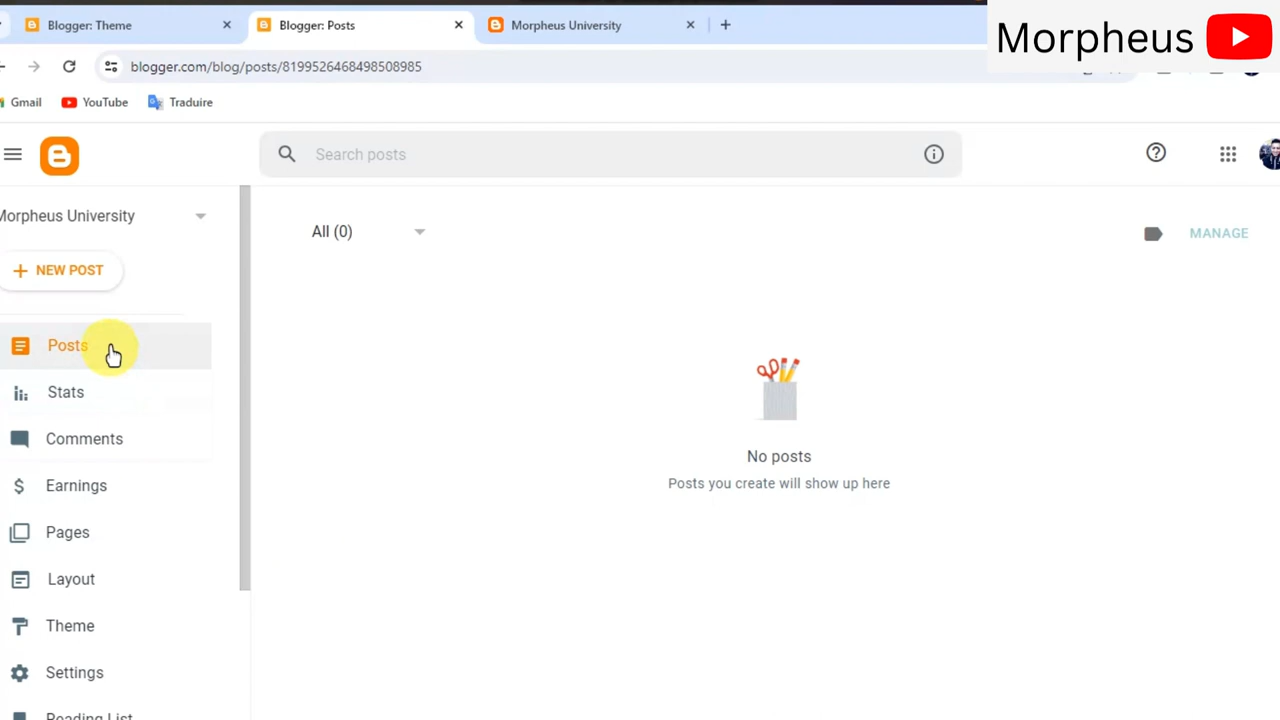 Blogger: Theme
Blogger: Posts
Morpheus University
Morpheus
blogger.com/blog/posts/8199526468498508985
Gmail
YouTube
Traduire
Search posts
Morpheus University
All (0)
MANAGE
NEW POST
Posts
Stats
Comments
Earnings
Pages
Layout
Theme
Settings
Reading List
No posts
Posts you create will show up here